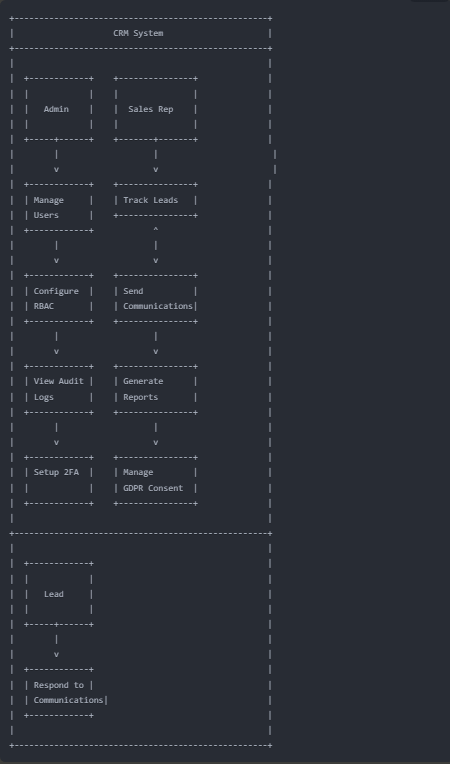 CRM System
Admin Sales Rep
Manage Track Leads
Users
Configure Send
RBAC Communications
View Audit Generate
Logs Reports
Setup 2FA Manage
GDPR Consent
Lead
Respond to
Communications